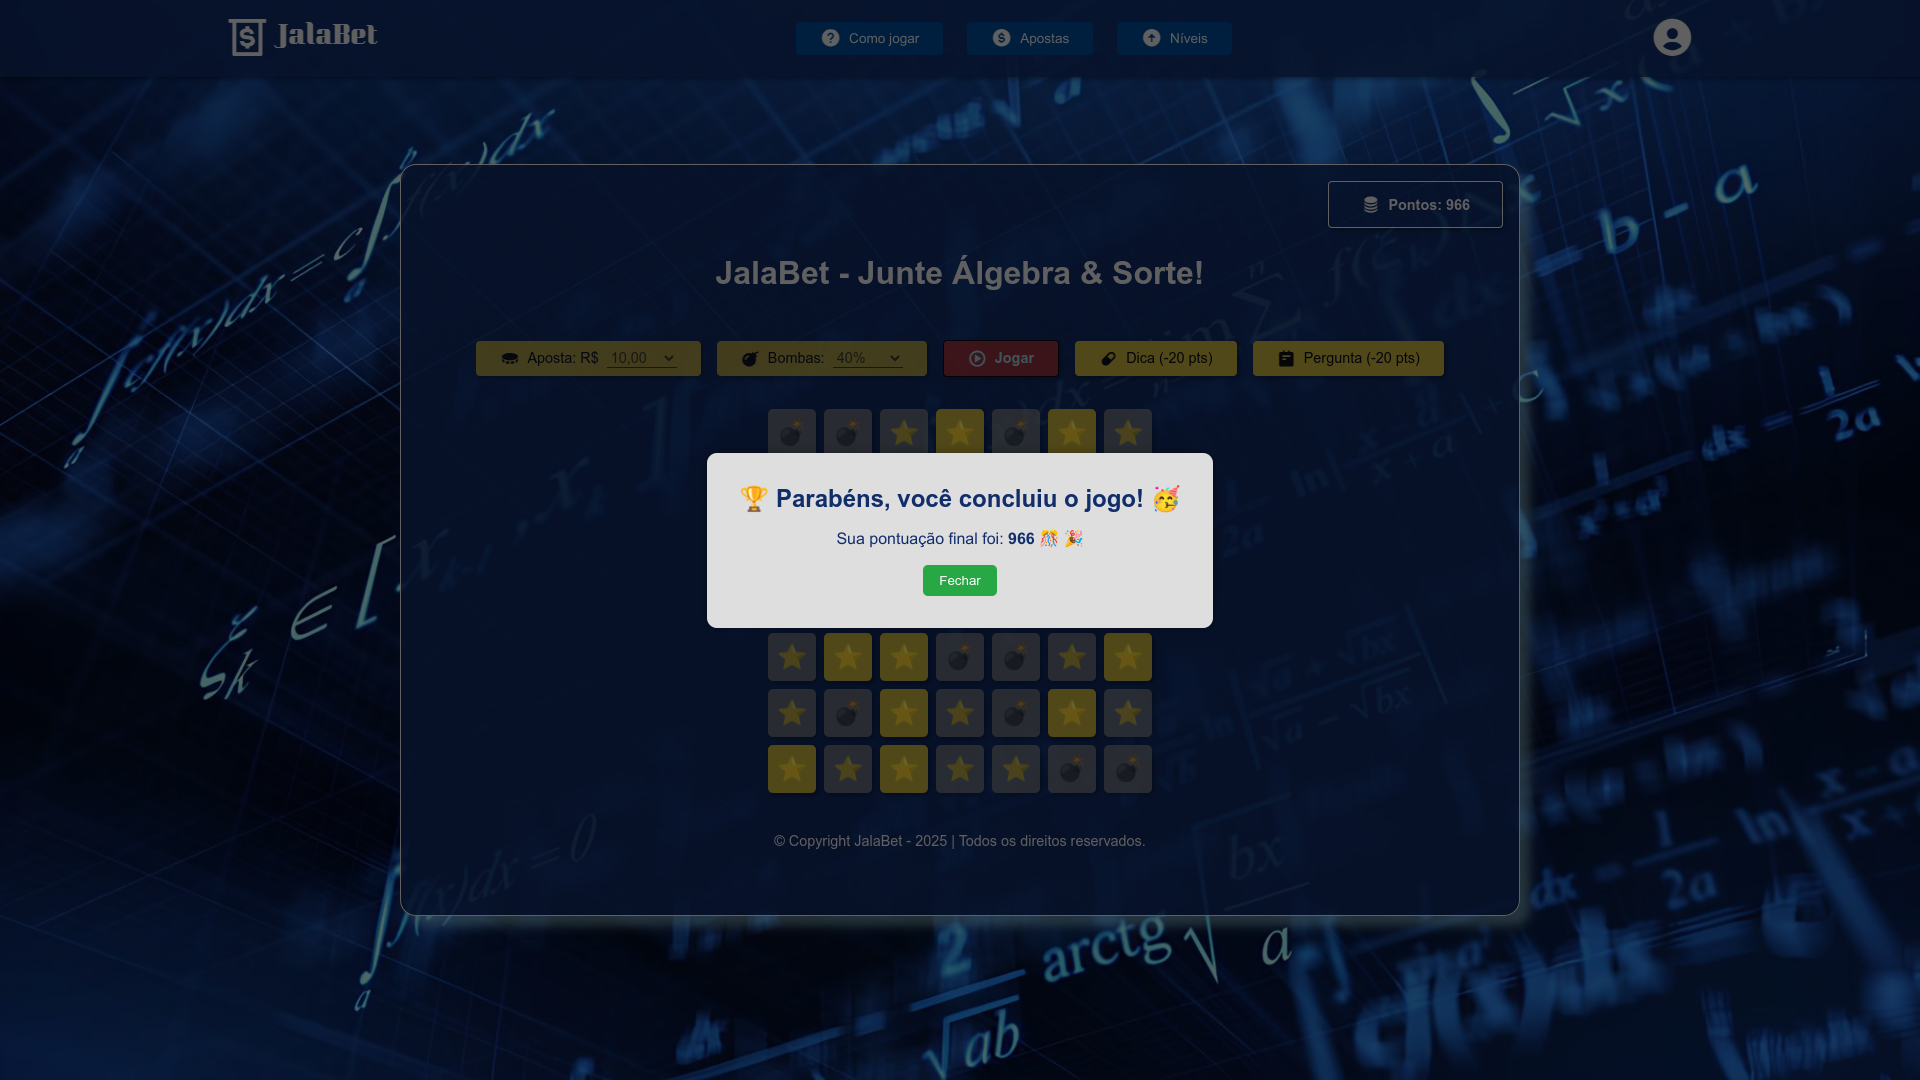 JalaBet
Como jogar
Apostas
Níveis
Pontos: 966
JalaBet - Junte Álgebra & Sorte!
Aposta: R$ 10,00
Bombas: 40%
Jogar
Dica (-20 pts)
Pergunta (-20 pts)
🏆 Parabéns, você concluiu o jogo! 🥳
Sua pontuação final foi: 966 🎊 🎉
Fechar
© Copyright JalaBet - 2025 | Todos os direitos reservados.